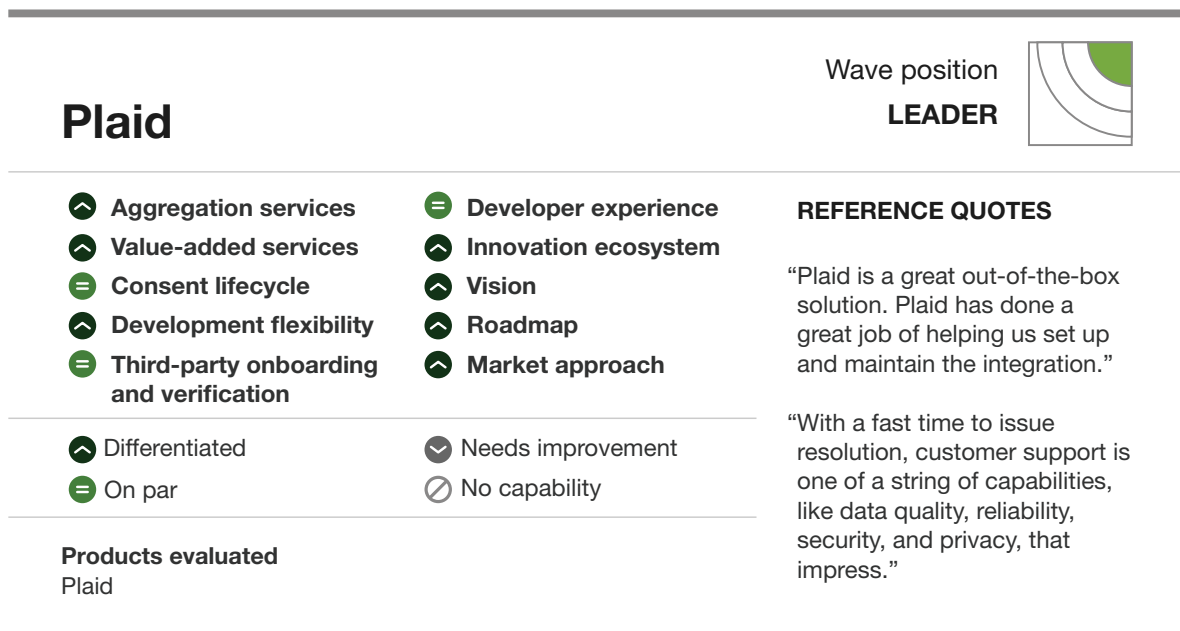 Plaid
Wave position
LEADER
Aggregation services
Value-added services
Consent lifecycle
Development flexibility
Third-party onboarding
and verification
Developer experience
Innovation ecosystem
Vision
Roadmap
Market approach
Differentiated
On par
Needs improvement
No capability
Products evaluated
Plaid
REFERENCE QUOTES
“Plaid is a great out-of-the-box
solution. Plaid has done a
great job of helping us set up
and maintain the integration.”
“With a fast time to issue
resolution, customer support is
one of a string of capabilities,
like data quality, reliability,
security, and privacy, that
impress.”